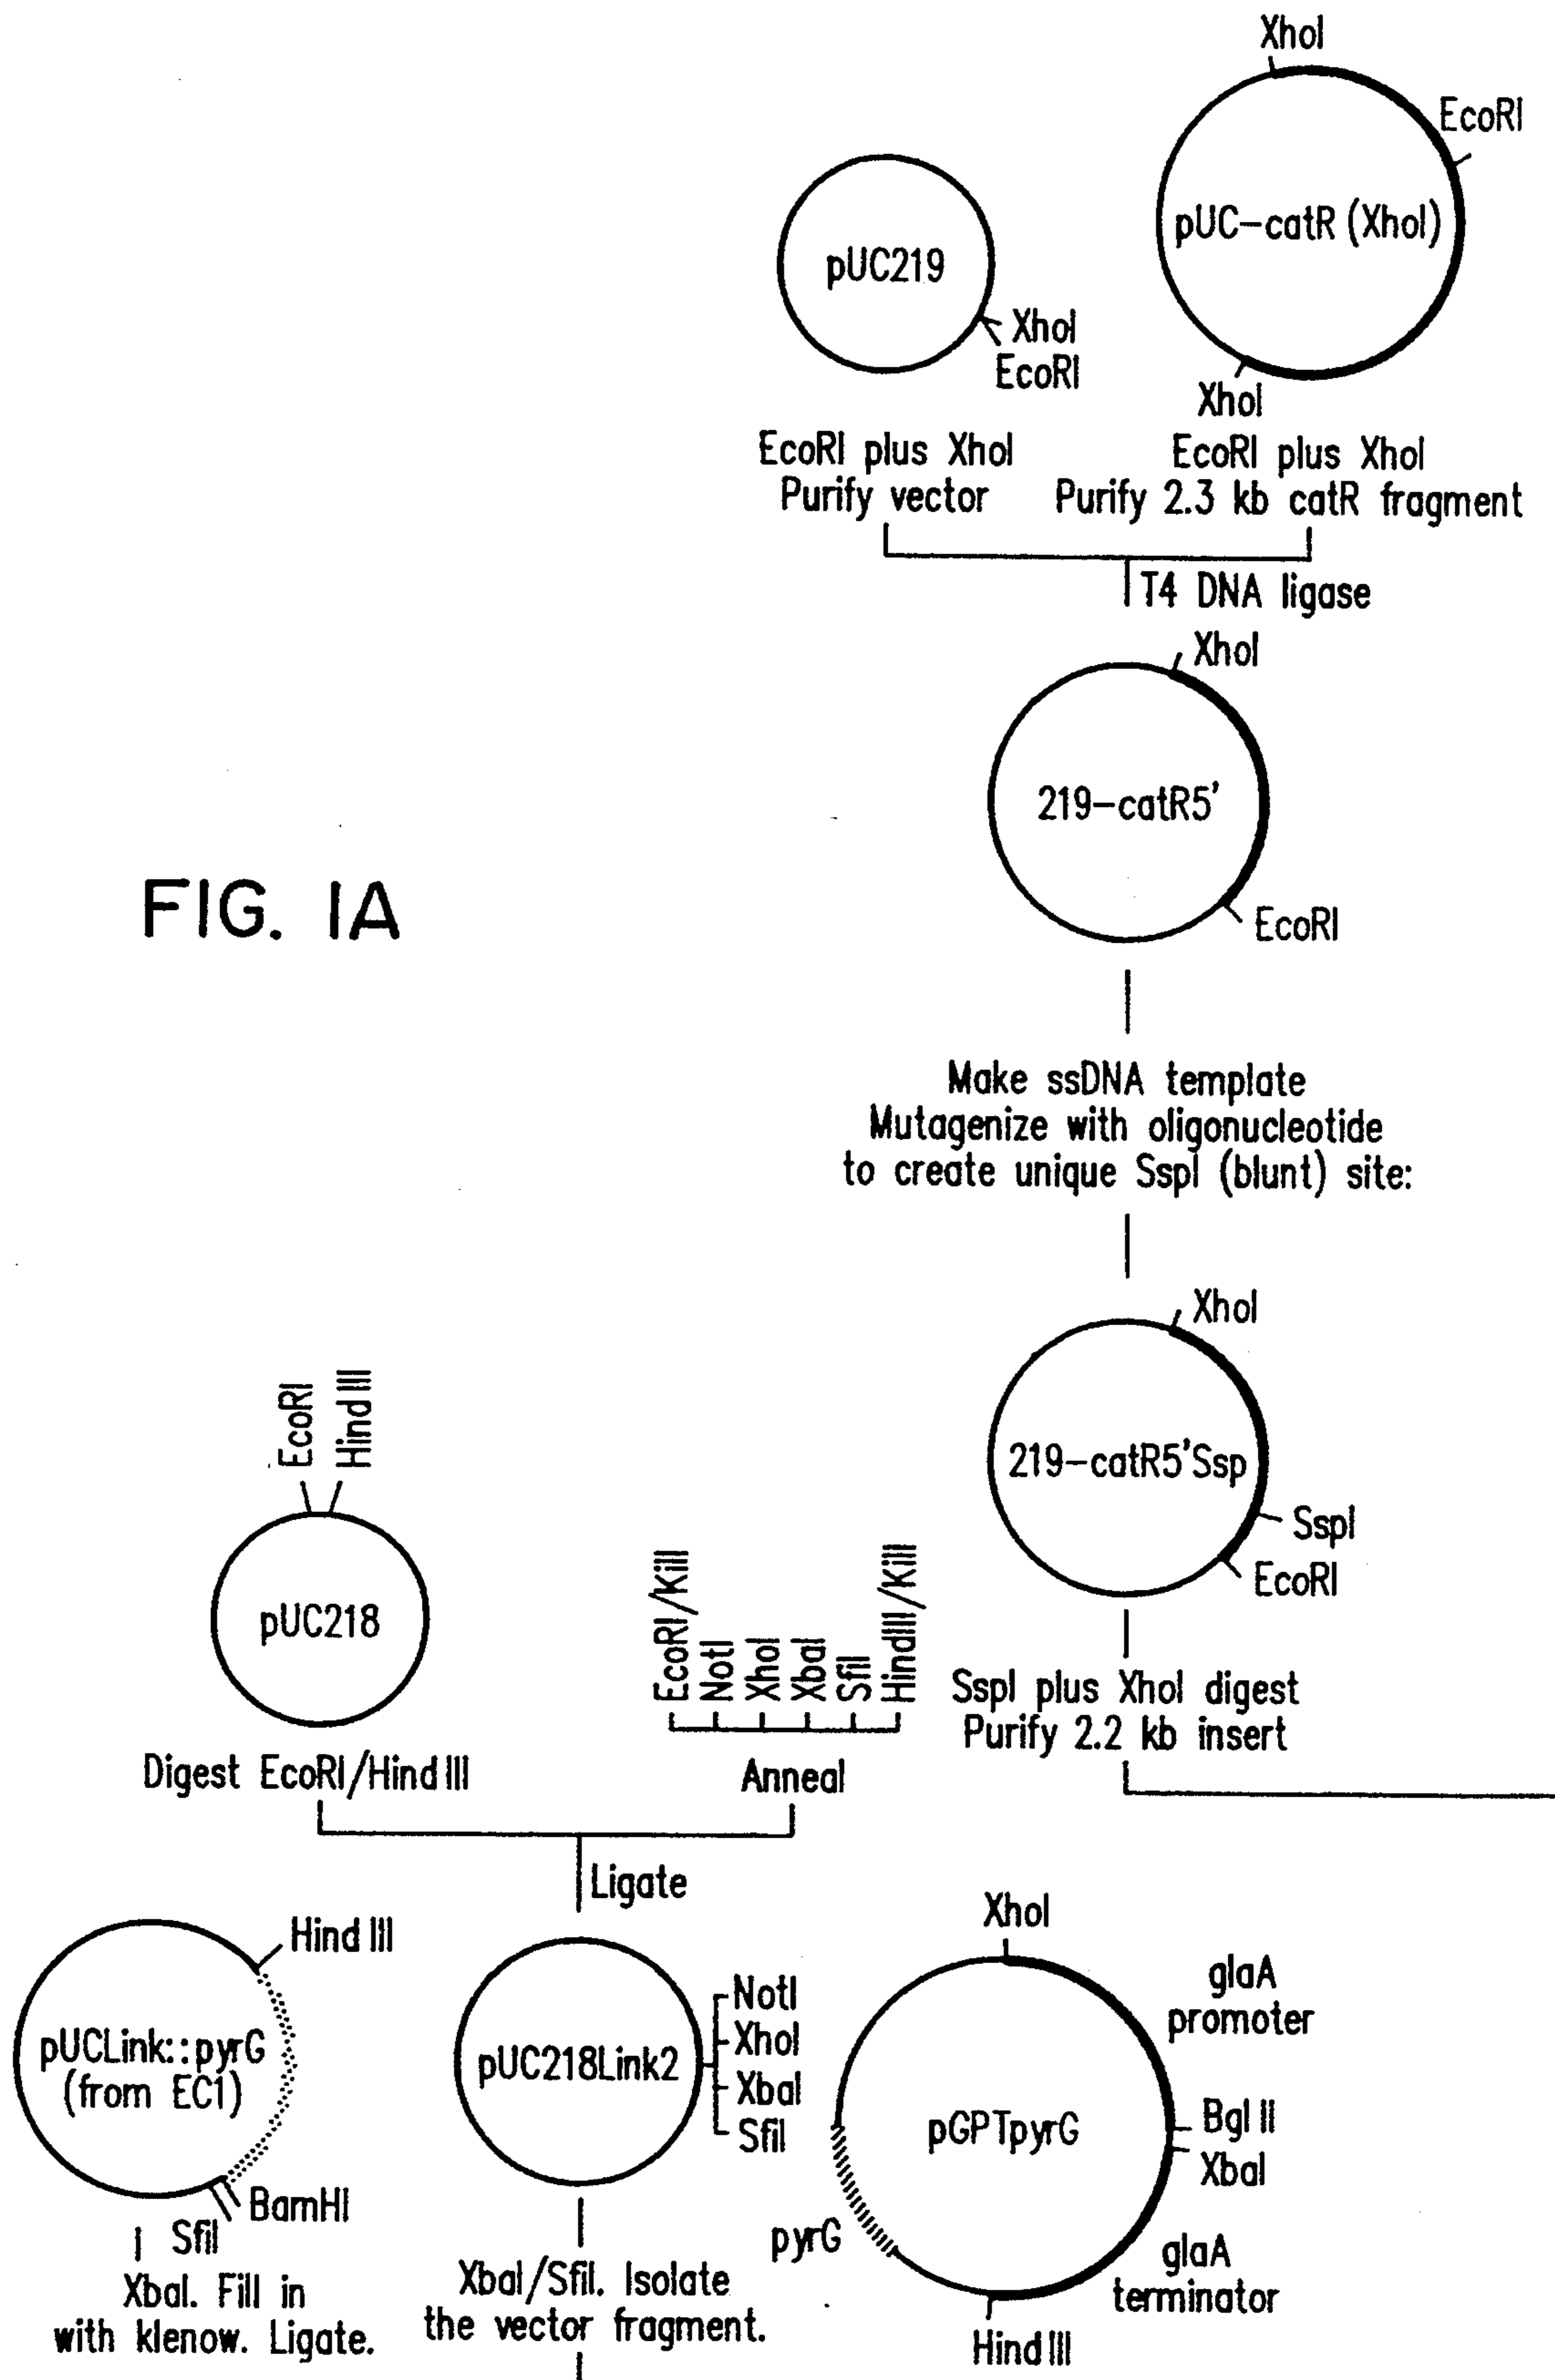 XhoI
EcoRI
pUC-catR (XhoI)
pUC219
XhoI
EcoRI
XhoI
EcoRI plus XhoI
Purify vector
EcoRI plus XhoI
Purify 2.3 kb catR fragment
T4 DNA ligase
XhoI
219-catR5'
EcoRI
FIG. 1A
Make ssDNA template
Mutagenize with oligonucleotide
to create unique SspI (blunt) site:
XhoI
219-catR5'Ssp
SspI
EcoRI
SspI plus XhoI digest
Purify 2.2 kb insert
EcoRI
Hind III
pUC218
Digest EcoRI/Hind III
EcoRI/Kill
NotI
XhoI
XbaI
SfiI
HindIII/Kill
Anneal
Ligate
Hind III
pUCLink::pyrG
(from EC1)
BamHI
SfiI
XbaI. Fill in
with klenow. Ligate.
pUC218Link2
NotI
XhoI
XbaI
SfiI
XbaI/SfiI. Isolate
the vector fragment.
XhoI
glaA
promoter
pGPTpyrG
Bgl II
XbaI
pyrG
glaA
terminator
Hind III